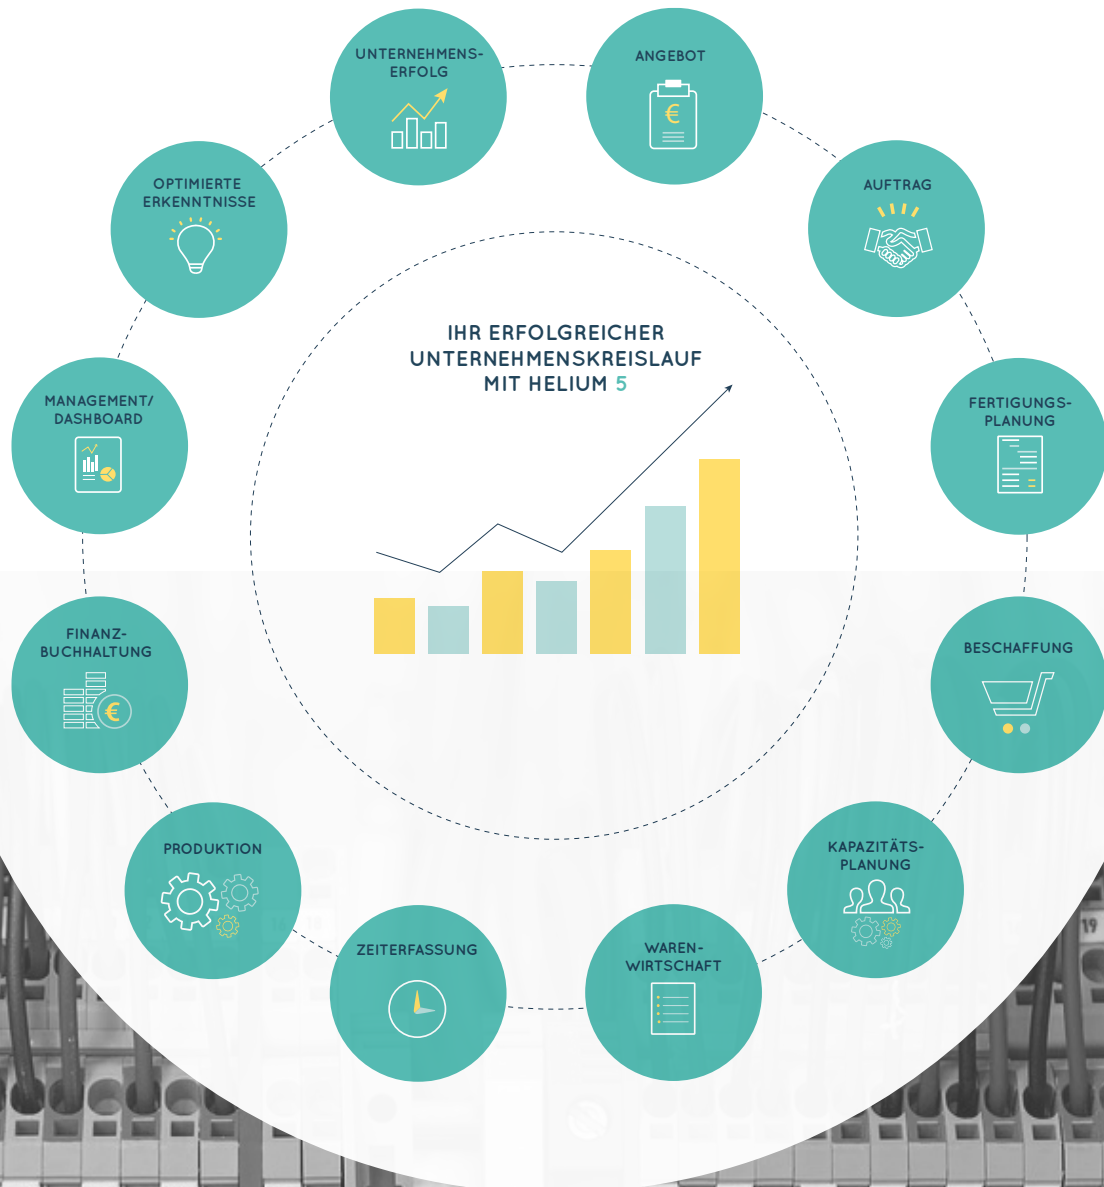 UNTERNEHMENS-
ERFOLG
ANGEBOT
€
AUFTRAG
FERTIGUNGS-
PLANUNG
BESCHAFFUNG
KAPAZITÄTS-
PLANUNG
WAREN-
WIRTSCHAFT
ZEITERFASSUNG
PRODUKTION
FINANZ-
BUCHHALTUNG
€
MANAGEMENT/
DASHBOARD
OPTIMIERTE
ERKENNTNISSE
IHR ERFOLGREICHER
UNTERNEHMENSKREISLAUF
MIT HELIUM 5
19